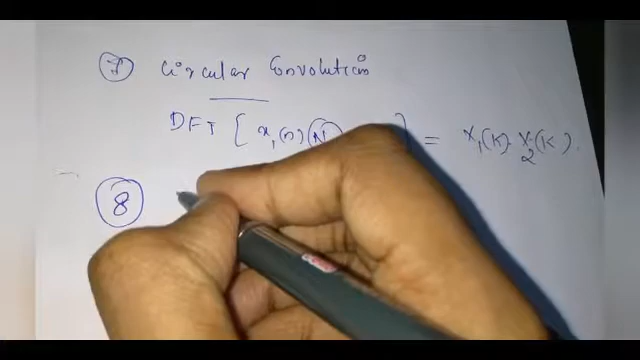 7 Circular Convolution
DFT [ x₁(n) (N) ] = X₁(K) · X₂(K).
8